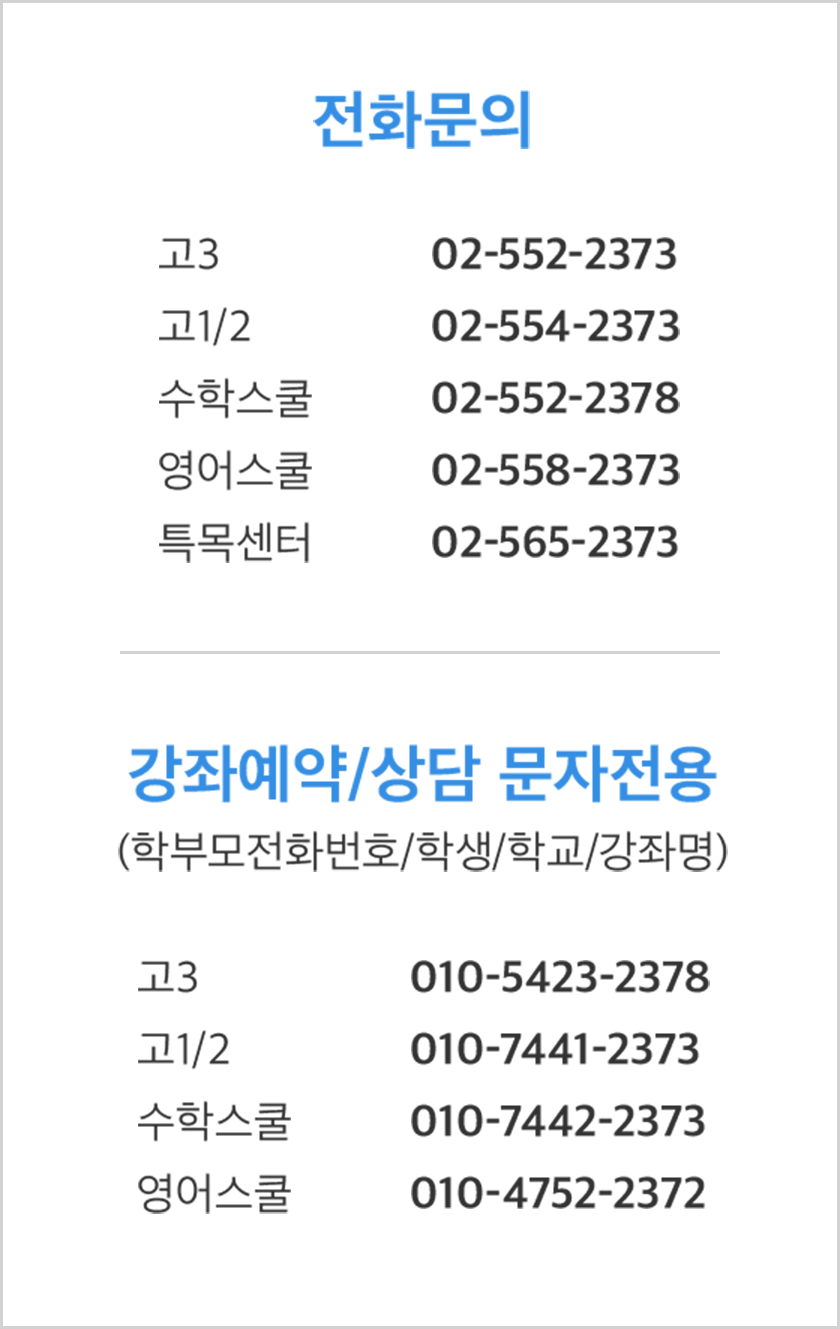 전화문의
고3 02-552-2373
고1/2 02-554-2373
수학스쿨 02-552-2378
영어스쿨 02-558-2373
특목센터 02-565-2373
강좌예약/상담 문자전용
(학부모전화번호/학생/학교/강좌명)
고3 010-5423-2378
고1/2 010-7441-2373
수학스쿨 010-7442-2373
영어스쿨 010-4752-2372